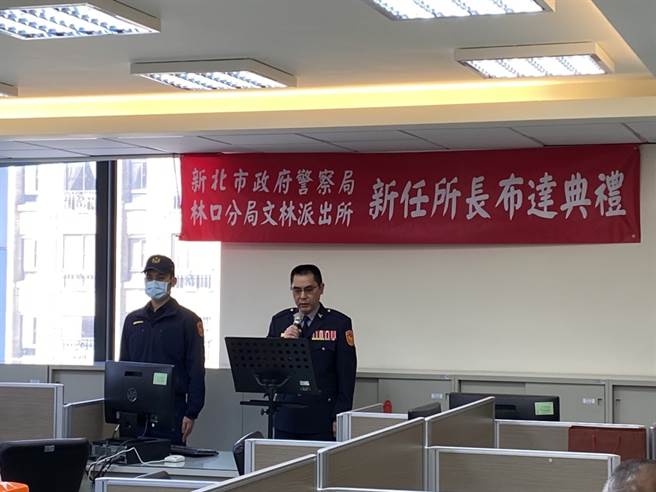 新北市政府警察局
林口分局文林派出所
新任所長布達典禮